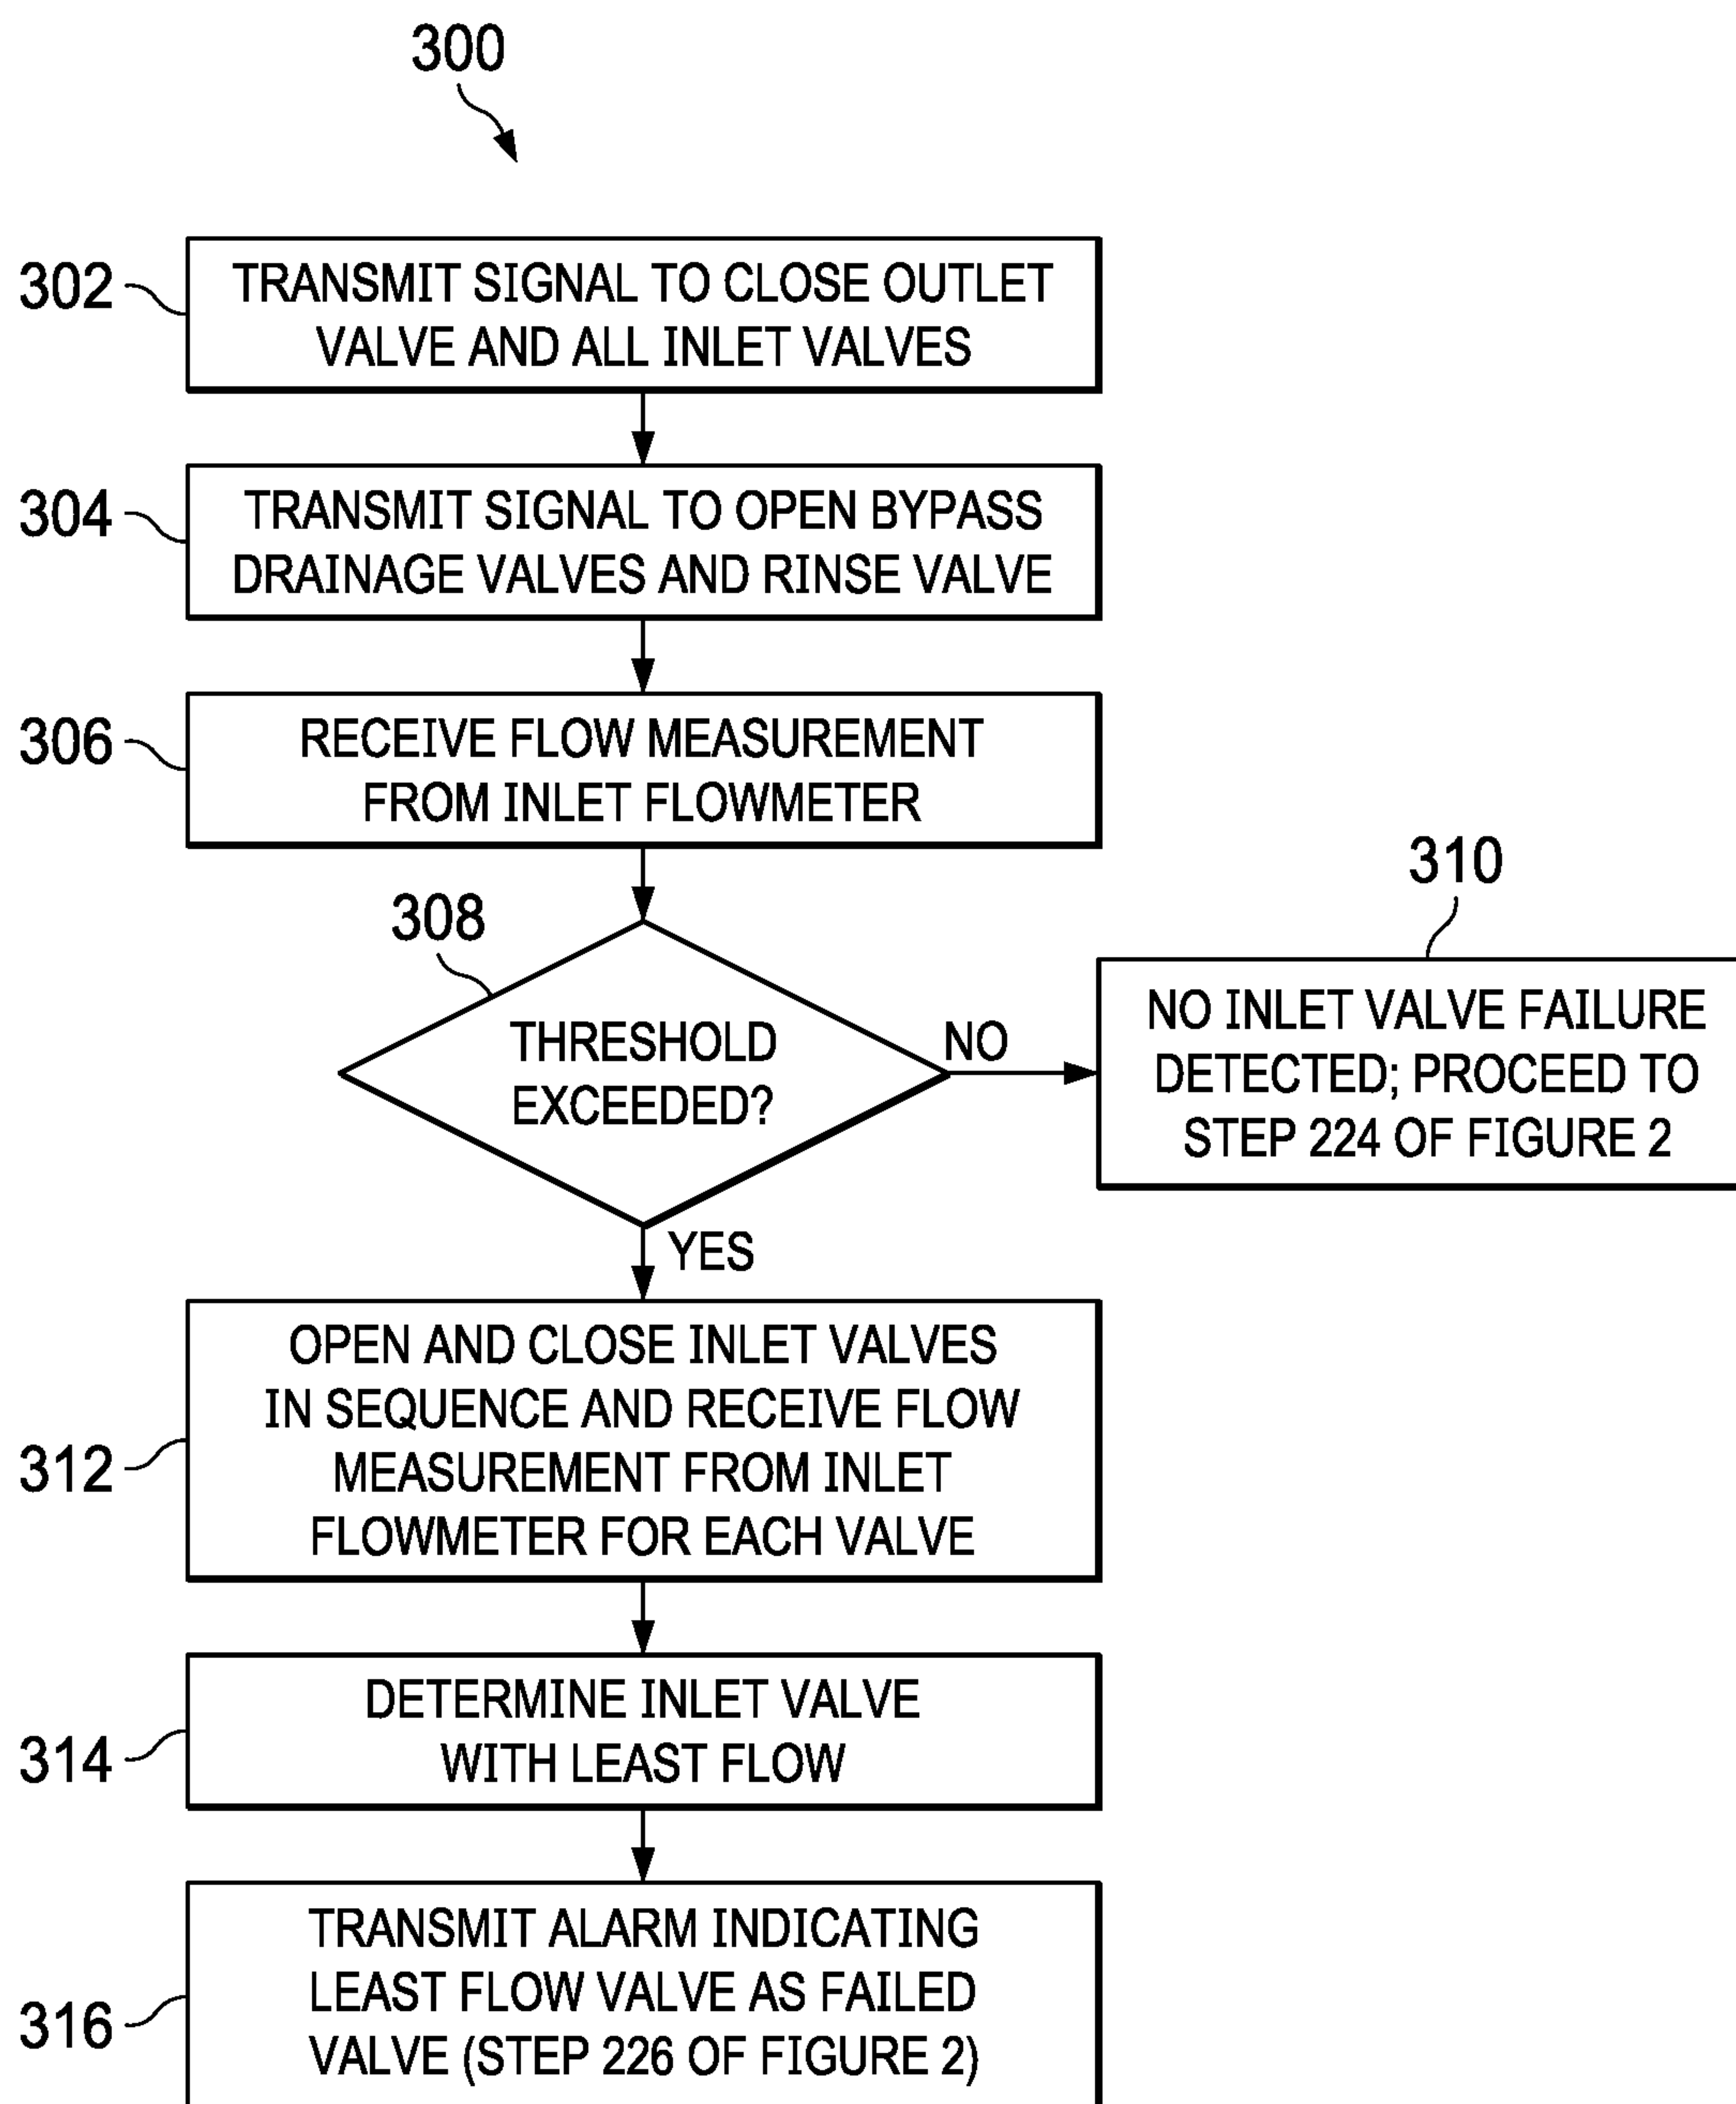 300
302
TRANSMIT SIGNAL TO CLOSE OUTLET
VALVE AND ALL INLET VALVES
304
TRANSMIT SIGNAL TO OPEN BYPASS
DRAINAGE VALVES AND RINSE VALVE
306
RECEIVE FLOW MEASUREMENT
FROM INLET FLOWMETER
308
THRESHOLD
EXCEEDED?
NO
310
NO INLET VALVE FAILURE
DETECTED; PROCEED TO
STEP 224 OF FIGURE 2
YES
312
OPEN AND CLOSE INLET VALVES
IN SEQUENCE AND RECEIVE FLOW
MEASUREMENT FROM INLET
FLOWMETER FOR EACH VALVE
314
DETERMINE INLET VALVE
WITH LEAST FLOW
316
TRANSMIT ALARM INDICATING
LEAST FLOW VALVE AS FAILED
VALVE (STEP 226 OF FIGURE 2)